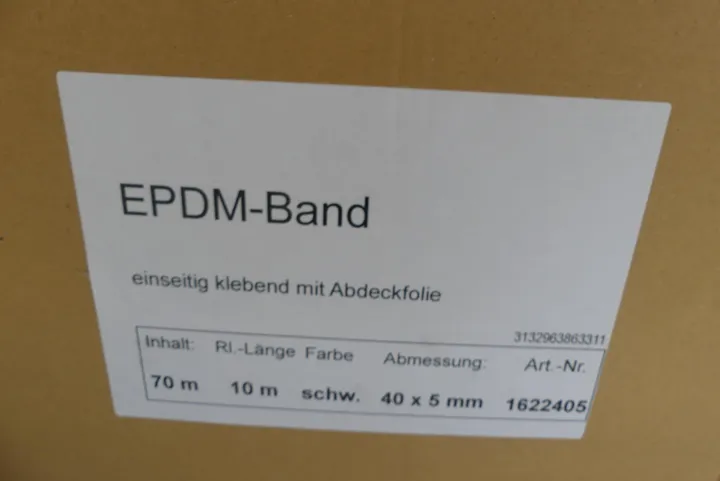 EPDM-Band
einseitig klebend mit Abdeckfolie
3132963863311
Inhalt: Rl.-Länge Farbe Abmessung: Art.-Nr.
70 m 10 m schw. 40 x 5 mm 1622405